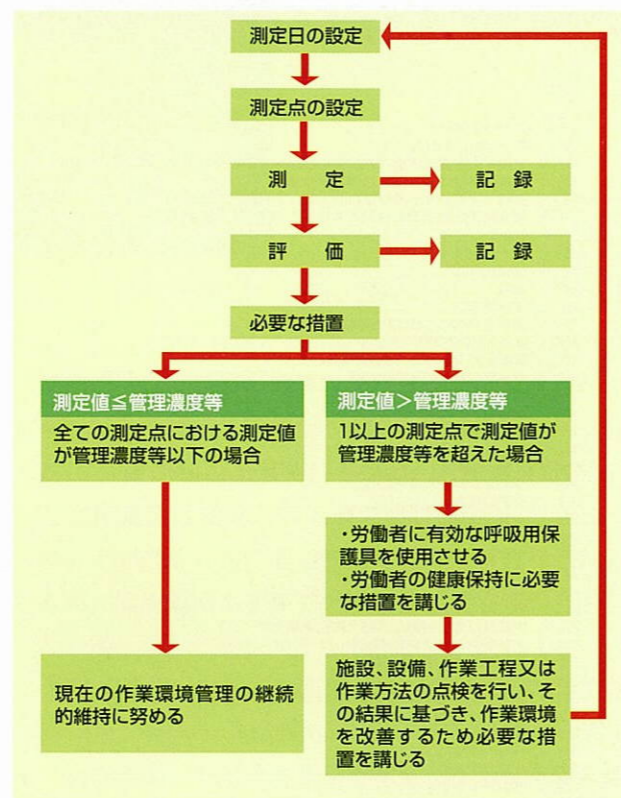 測定日の設定
測定点の設定
測　定
記　録
評　価
記　録
必要な措置
測定値≦管理濃度等
全ての測定点における測定値
が管理濃度等以下の場合
測定値＞管理濃度等
1以上の測定点で測定値が
管理濃度等を超えた場合
・労働者に有効な呼吸用保
護具を使用させる
・労働者の健康保持に必要
な措置を講じる
現在の作業環境管理の継続
的維持に努める
施設、設備、作業工程又は
作業方法の点検を行い、そ
の結果に基づき、作業環境
を改善するため必要な措
置を講じる